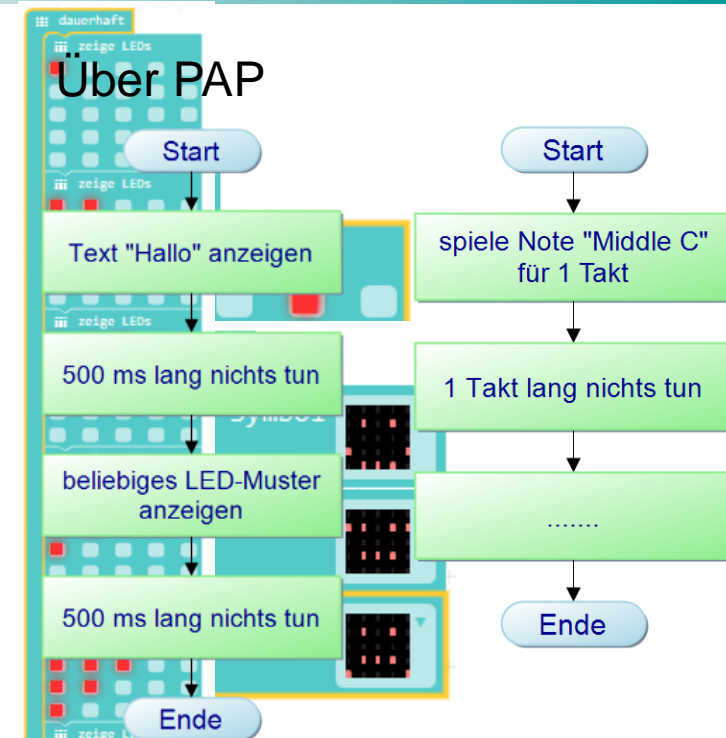 dauerhaft
zeige LEDs
Über PAP
Start
zeige LEDs
Text "Hallo" anzeigen
zeige LEDs
500 ms lang nichts tun
beliebiges LED-Muster
anzeigen
500 ms lang nichts tun
Ende
zeige
Start
spiele Note "Middle C"
für 1 Takt
1 Takt lang nichts tun
.......
Ende